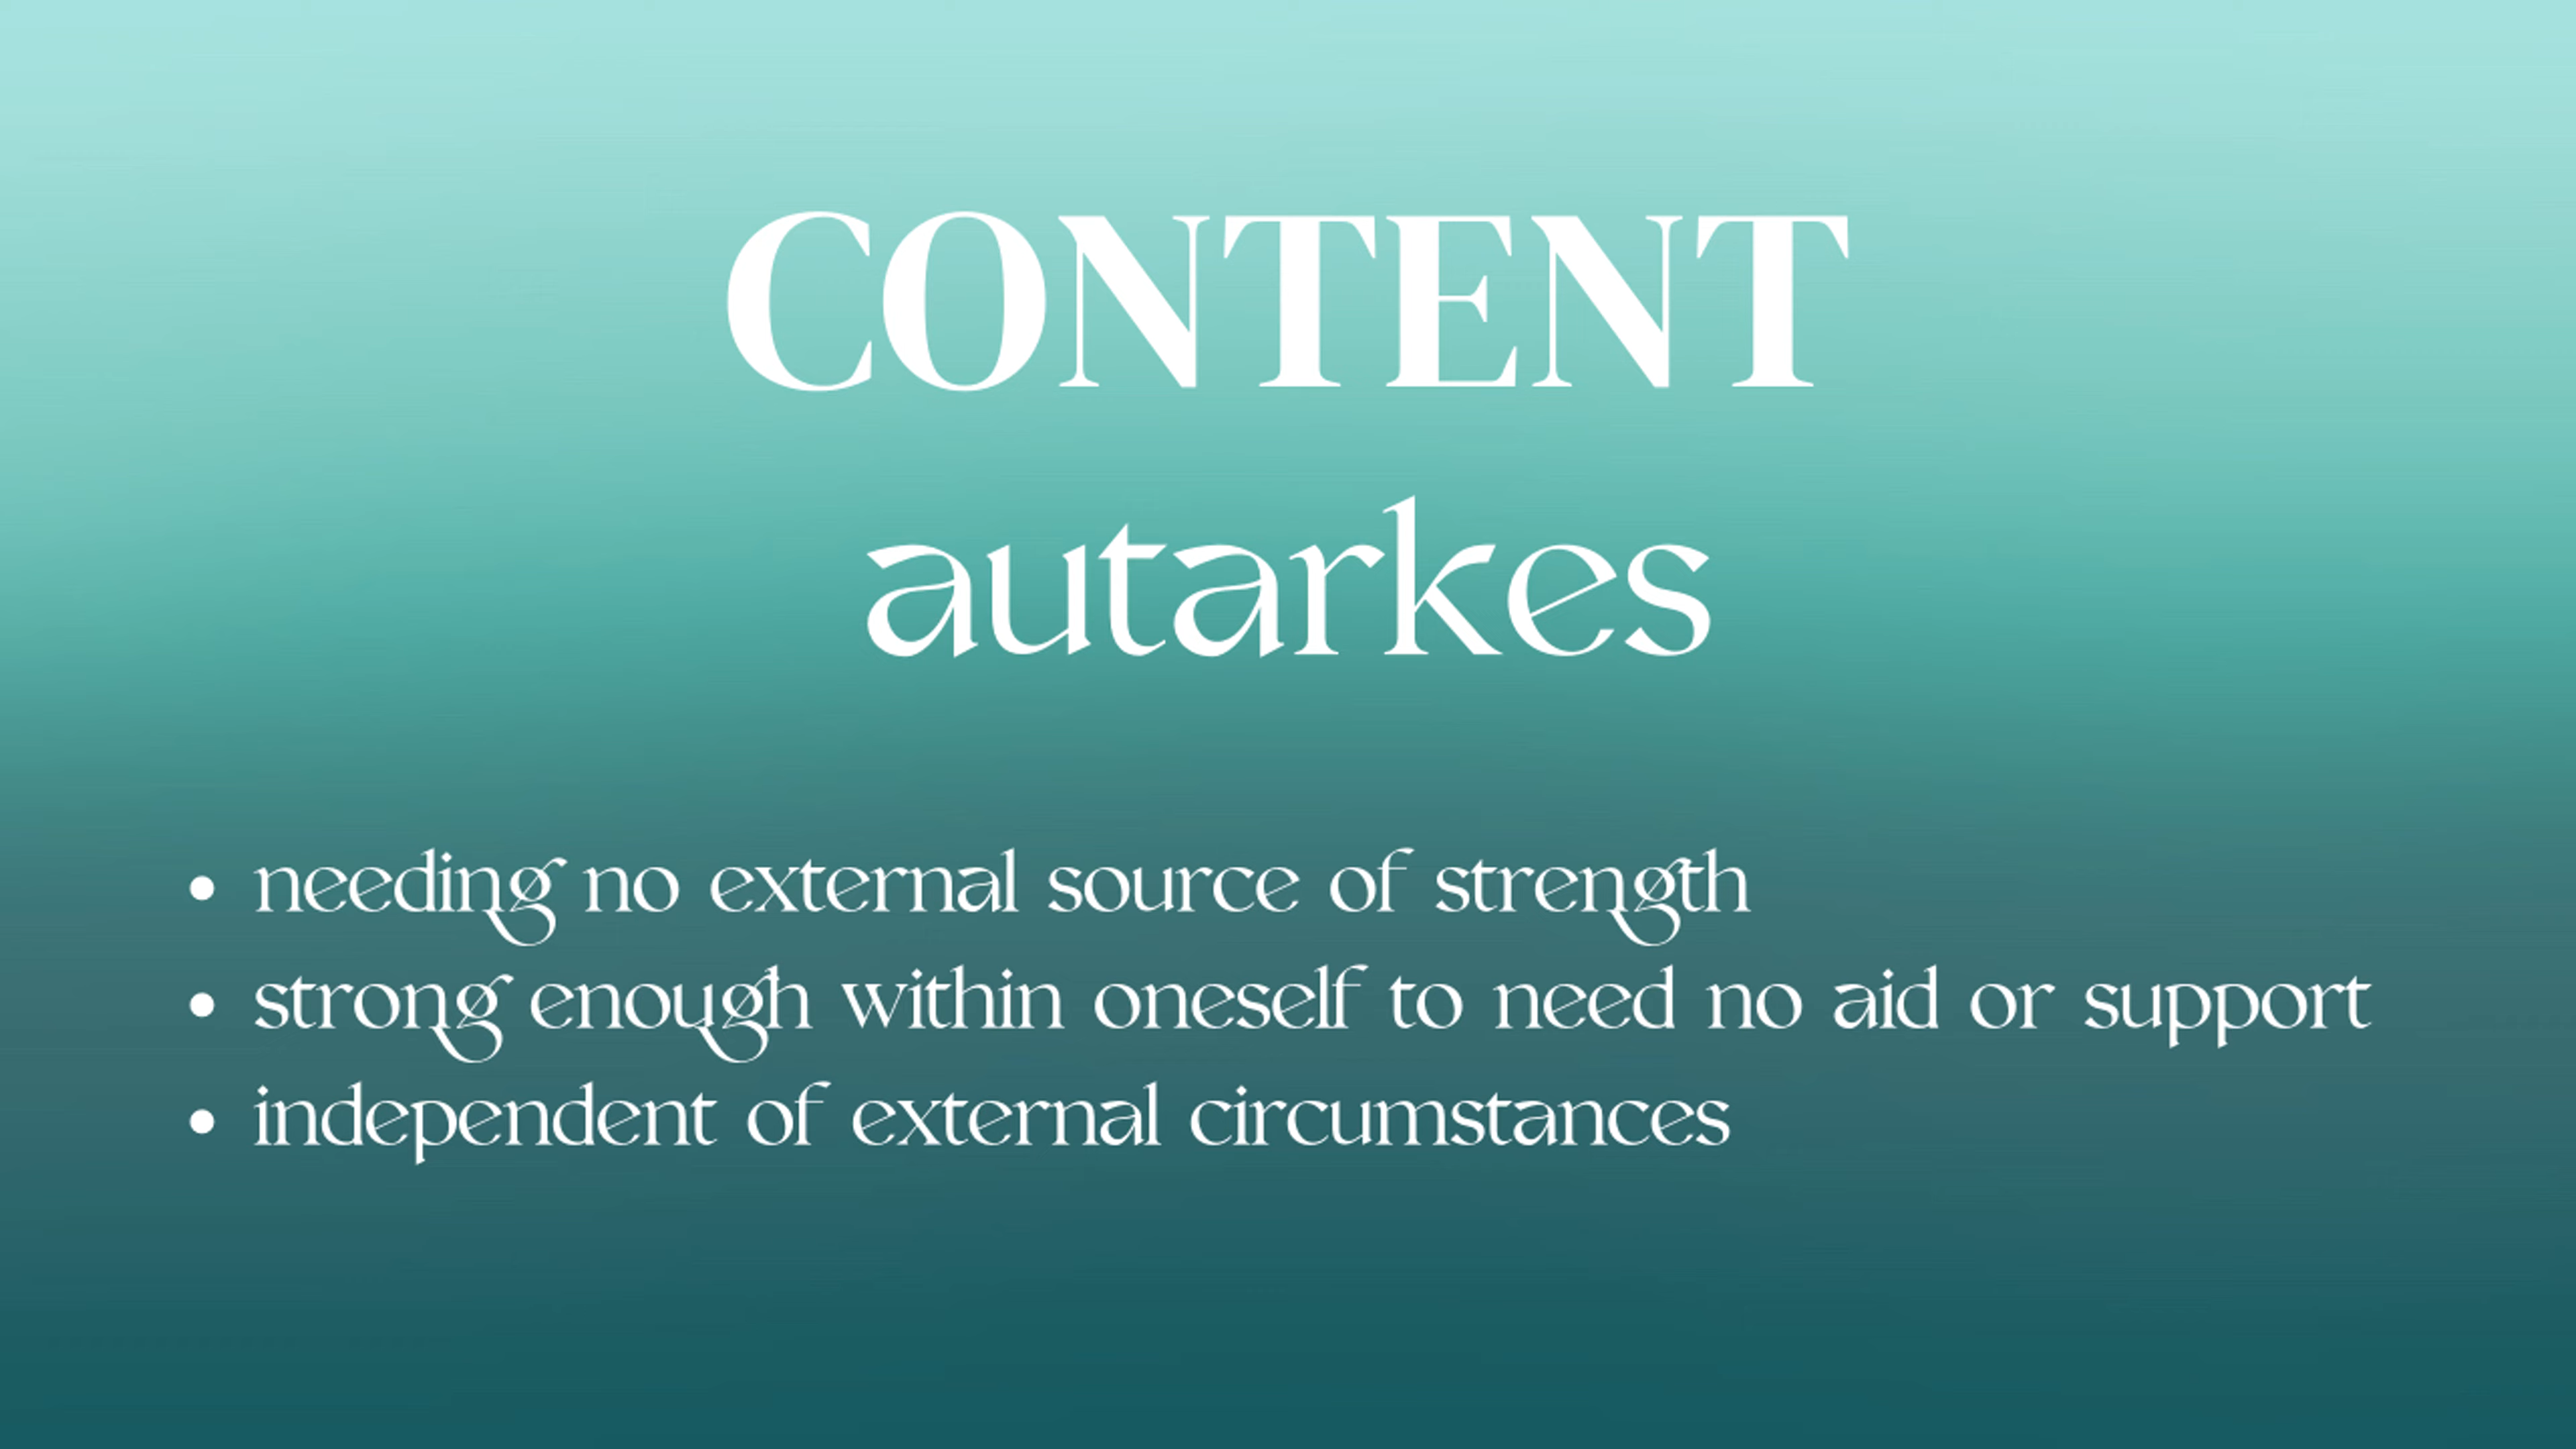 CONTENT
autarkes
• needing no external source of strength
• strong enough within oneself to need no aid or support
• independent of external circumstances